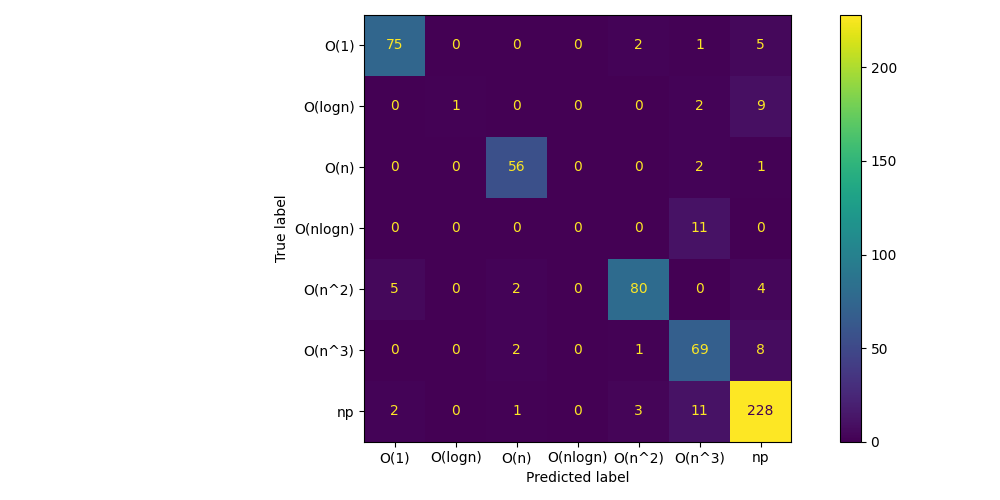 True label
O(1) 75 0 0 0 2 1 5
O(logn) 0 1 0 0 0 2 9
O(n) 0 0 56 0 0 2 1
O(nlogn) 0 0 0 0 0 11 0
O(n^2) 5 0 2 0 80 0 4
O(n^3) 0 0 2 0 1 69 8
np 2 0 1 0 3 11 228
O(1) O(logn) O(n) O(nlogn) O(n^2) O(n^3) np
Predicted label
200
150
100
50
0